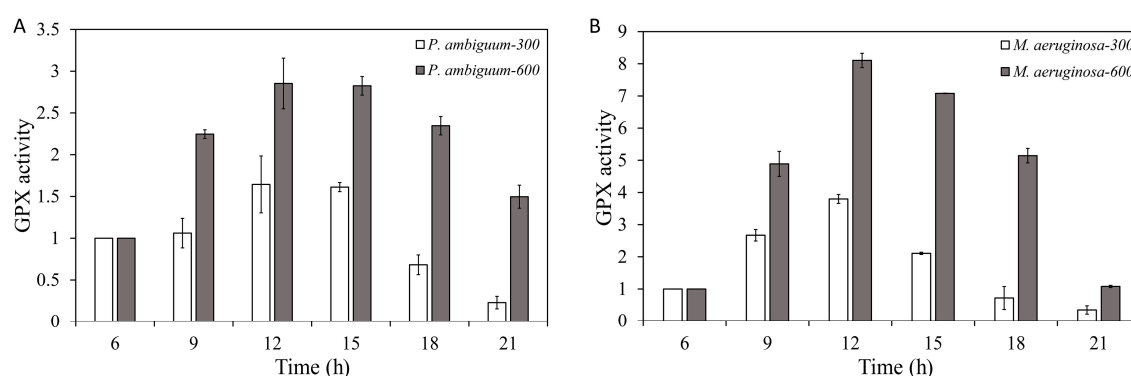 A
P. ambiguum-300
P. ambiguum-600
GPX activity
3.5
3
2.5
2
1.5
1
0.5
0
6 9 12 15 18 21
Time (h)
B
M. aeruginosa-300
M. aeruginosa-600
GPX activity
9
8
7
6
5
4
3
2
1
0
6 9 12 15 18 21
Time (h)